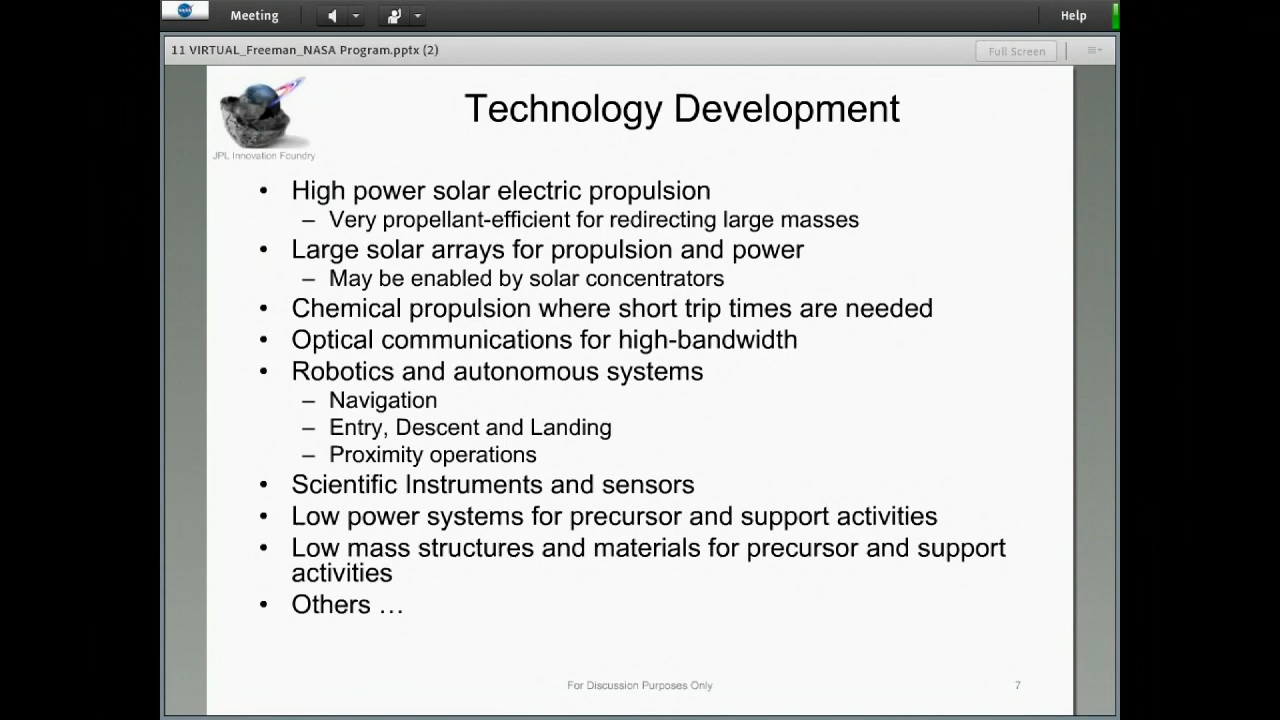 Meeting
Help
11 VIRTUAL_Freeman_NASA Program.pptx (2)
Full Screen
JPL Innovation Foundry
Technology Development
• High power solar electric propulsion
– Very propellant-efficient for redirecting large masses
• Large solar arrays for propulsion and power
– May be enabled by solar concentrators
• Chemical propulsion where short trip times are needed
• Optical communications for high-bandwidth
• Robotics and autonomous systems
– Navigation
– Entry, Descent and Landing
– Proximity operations
• Scientific Instruments and sensors
• Low power systems for precursor and support activities
• Low mass structures and materials for precursor and support
activities
• Others …
For Discussion Purposes Only
7